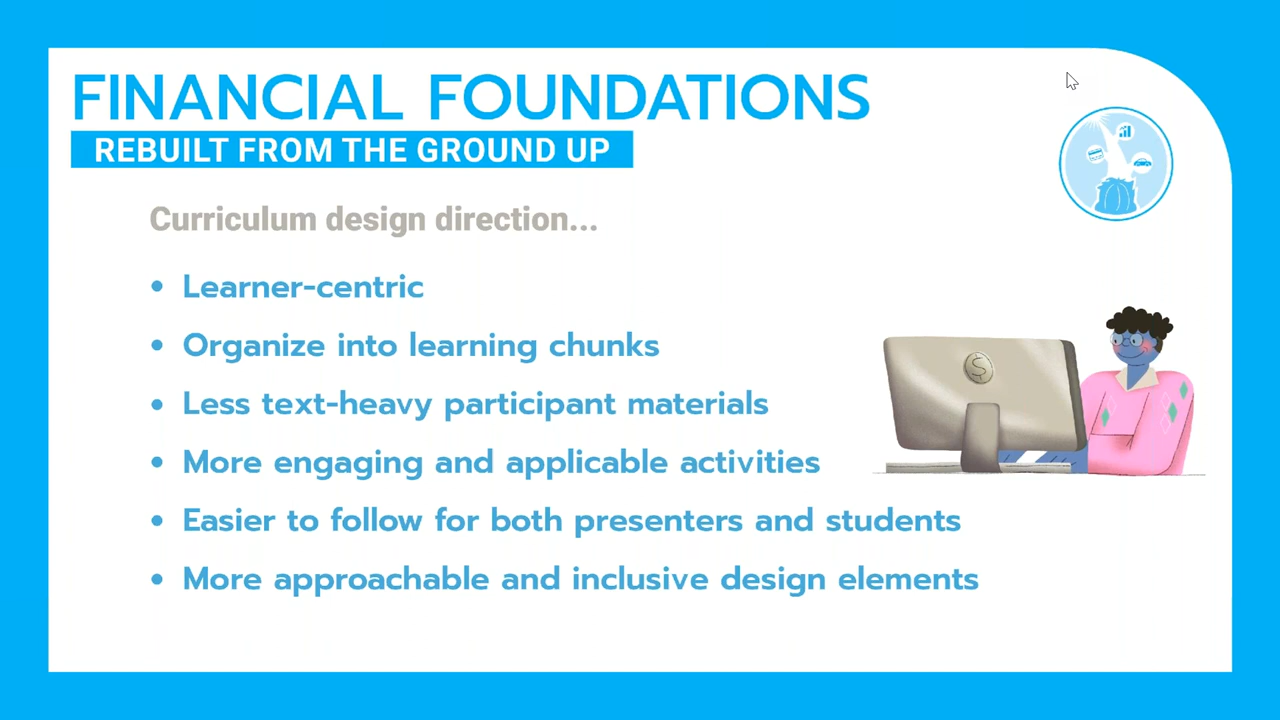 FINANCIAL FOUNDATIONS
REBUILT FROM THE GROUND UP
Curriculum design direction...
• Learner-centric
• Organize into learning chunks
• Less text-heavy participant materials
• More engaging and applicable activities
• Easier to follow for both presenters and students
• More approachable and inclusive design elements
$